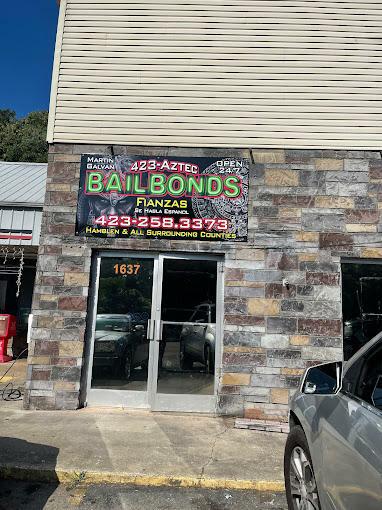 MARTIN GALVAN
423-AZTEC
OPEN 24/7
BAILBONDS
FIANZAS
SE HABLA ESPANOL
423-258.3373
HAMBLEN & ALL SURROUNDING COUNTIES
1637